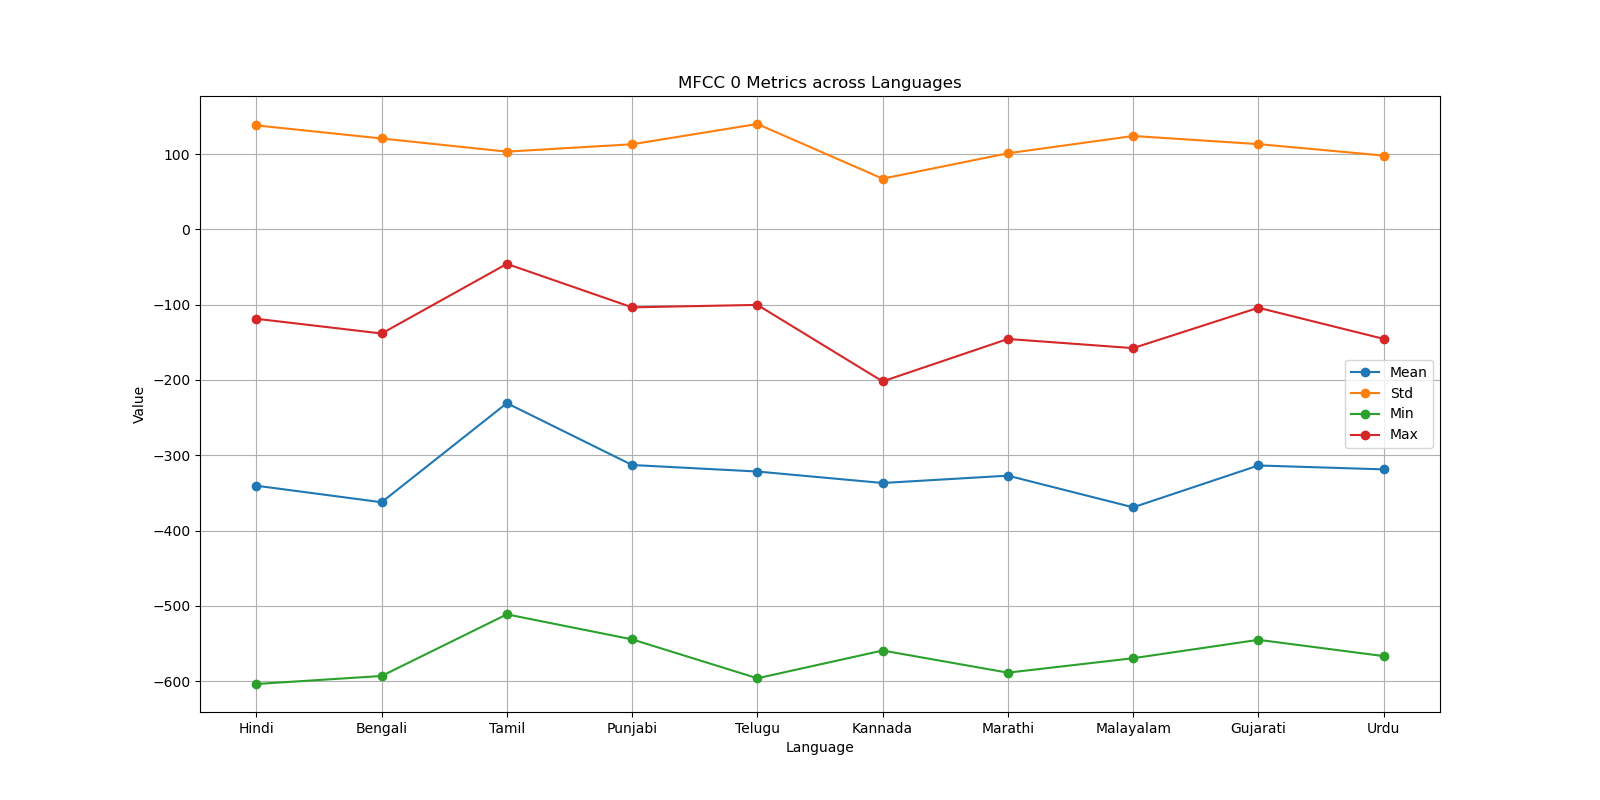 MFCC 0 Metrics across Languages
Value
100
0
−100
−200
−300
−400
−500
−600
Mean
Std
Min
Max
Hindi Bengali Tamil Punjabi Telugu Kannada Marathi Malayalam Gujarati Urdu
Language